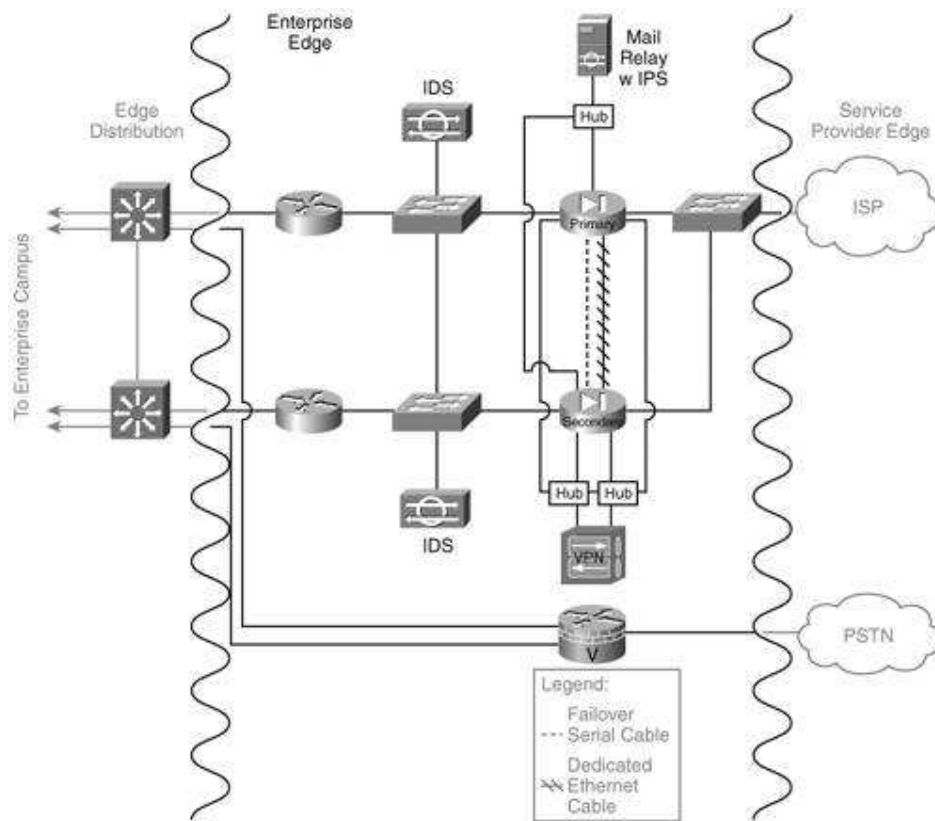 Enterprise
Edge
Mail
Relay
w IPS
IDS
Hub
Edge
Distribution
Service
Provider Edge
ISP
Primary
To Enterprise Campus
Secondary
Hub
Hub
IDS
VPN
PSTN
V
Legend:
Failover
Serial Cable
Dedicated
Ethernet
Cable